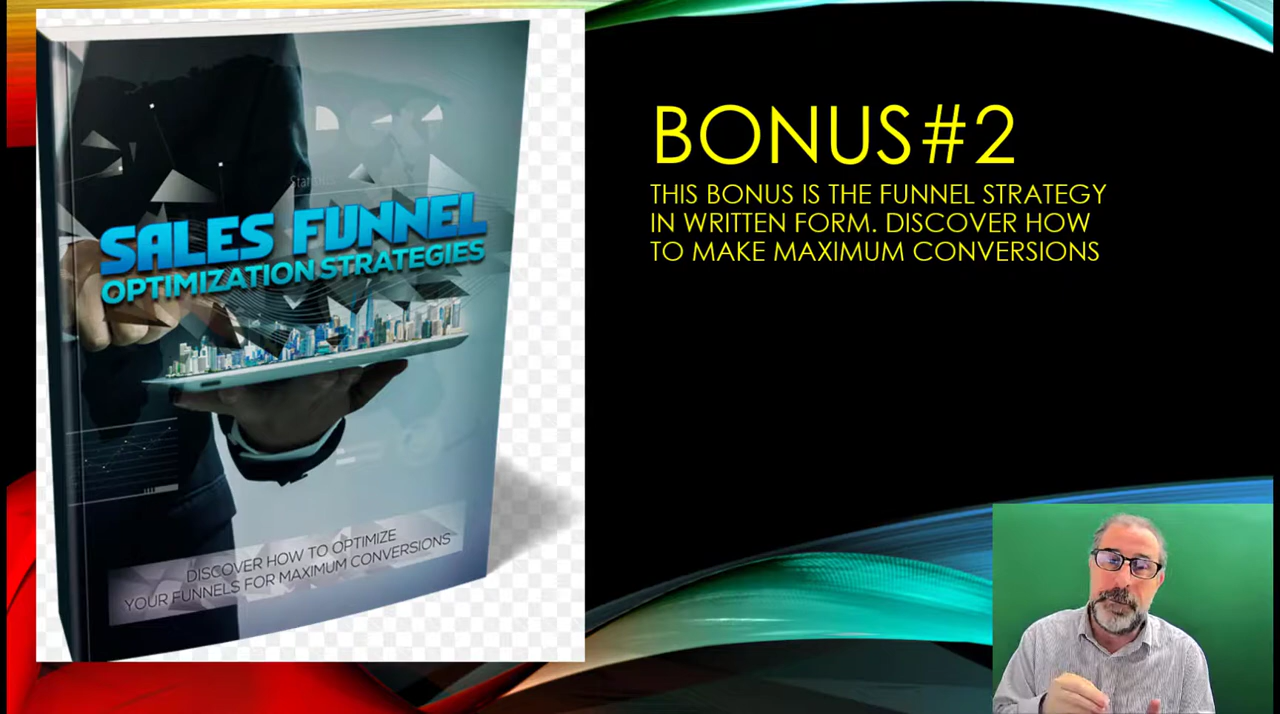 SALES FUNNEL
OPTIMIZATION STRATEGIES
DISCOVER HOW TO OPTIMIZE
YOUR FUNNELS FOR MAXIMUM CONVERSIONS
BONUS#2
THIS BONUS IS THE FUNNEL STRATEGY
IN WRITTEN FORM. DISCOVER HOW
TO MAKE MAXIMUM CONVERSIONS